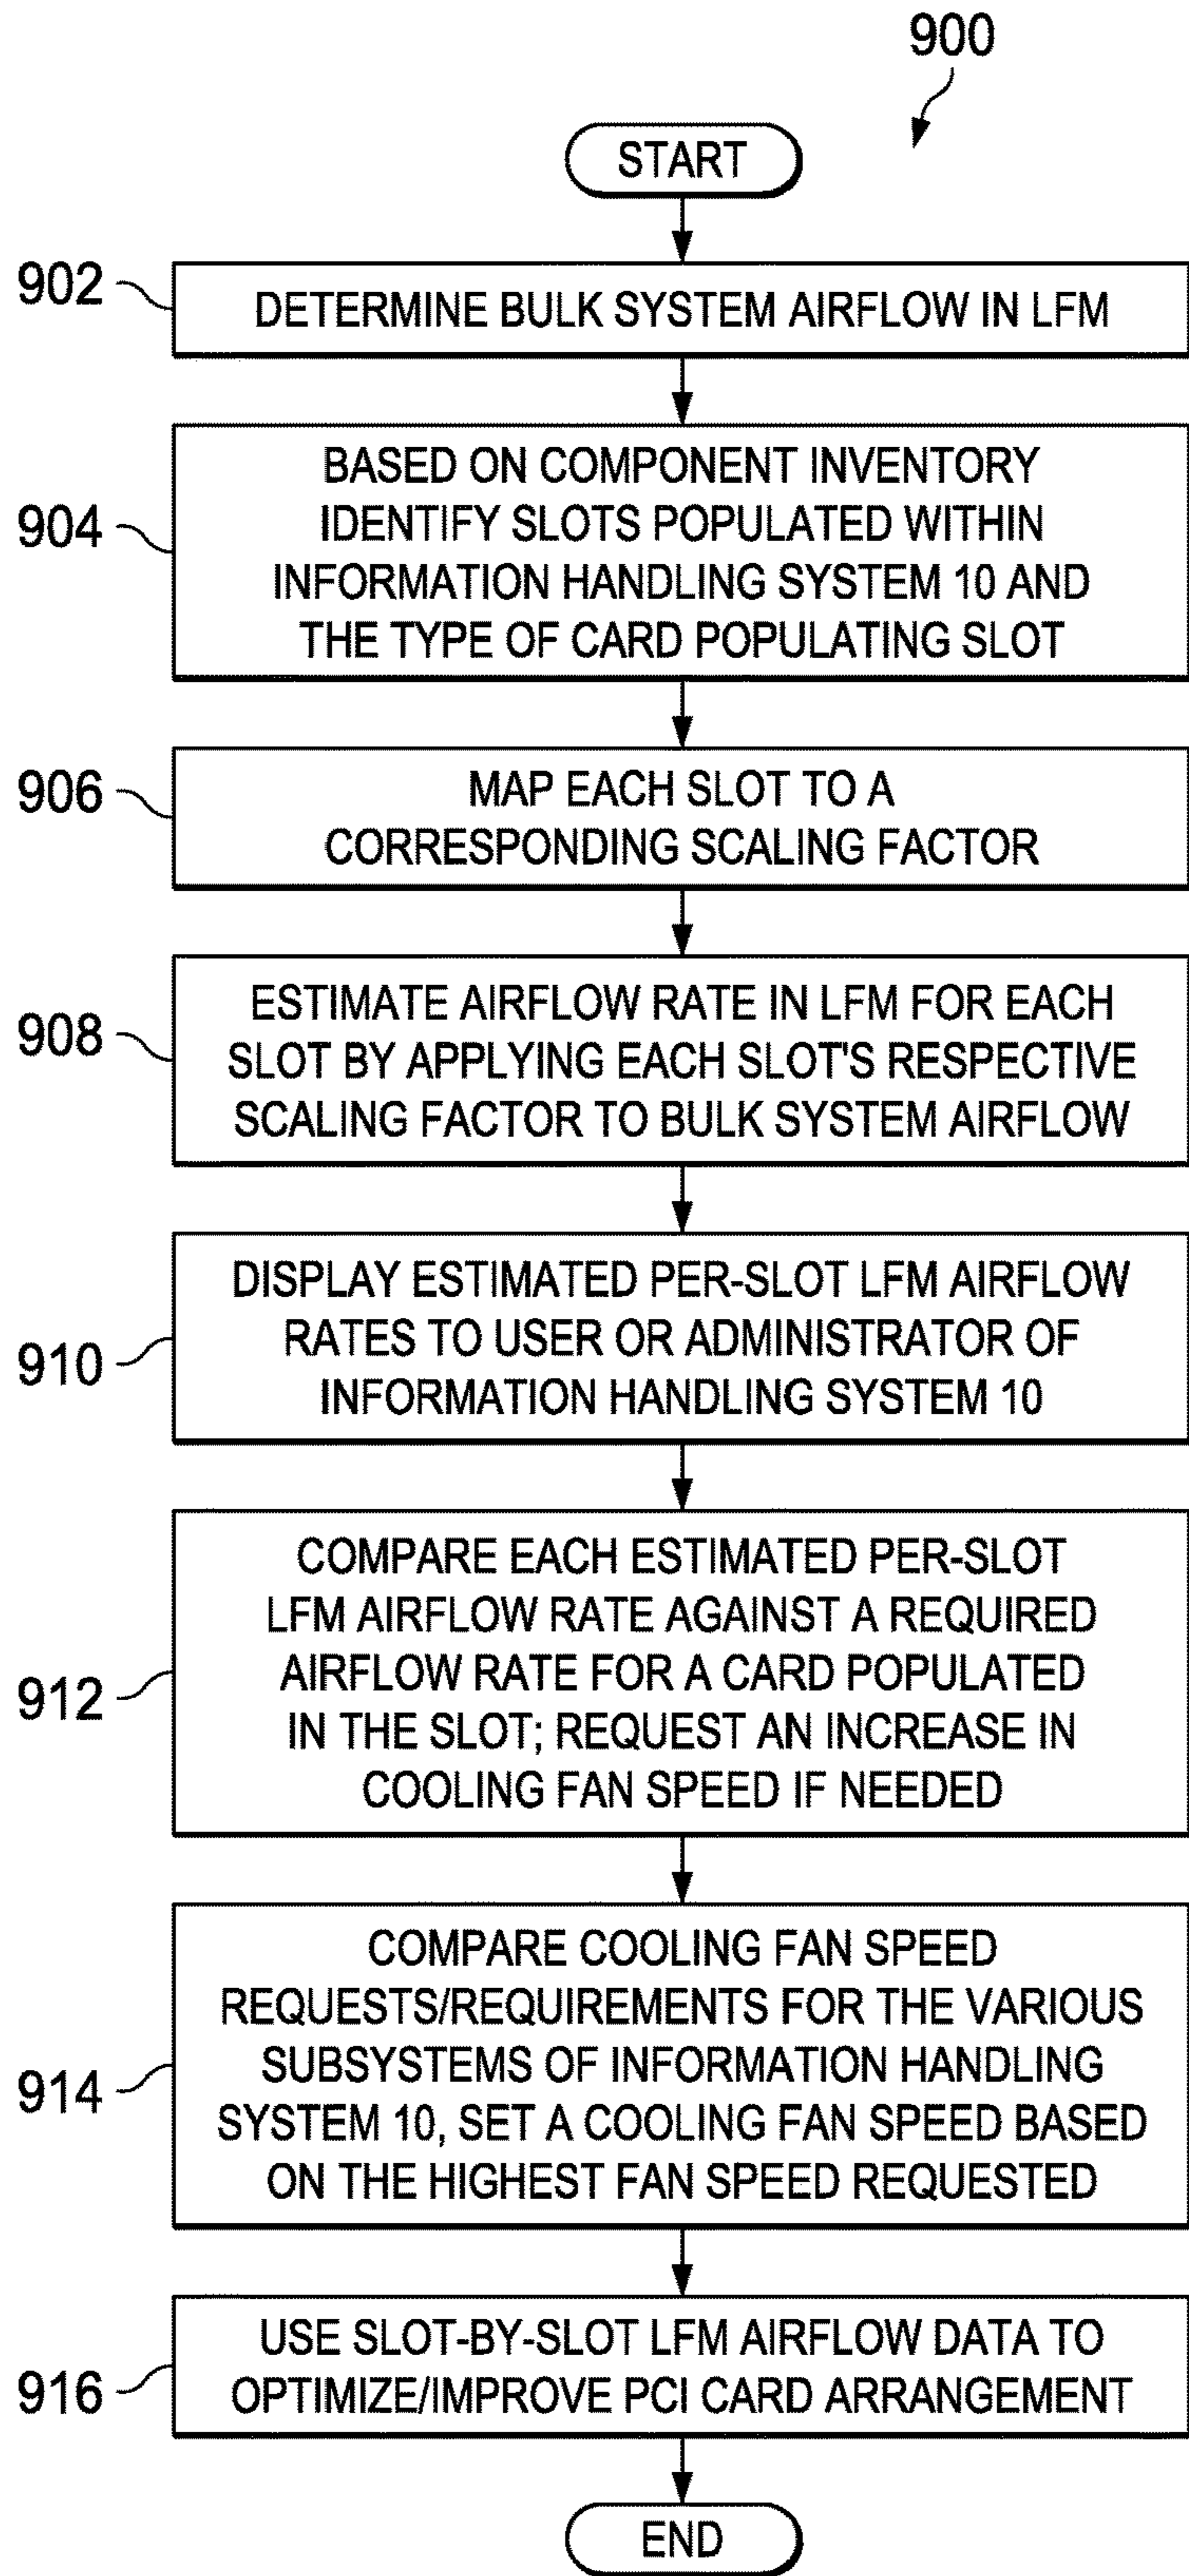 900
START
902
DETERMINE BULK SYSTEM AIRFLOW IN LFM
904
BASED ON COMPONENT INVENTORY
IDENTIFY SLOTS POPULATED WITHIN
INFORMATION HANDLING SYSTEM 10 AND
THE TYPE OF CARD POPULATING SLOT
906
MAP EACH SLOT TO A
CORRESPONDING SCALING FACTOR
908
ESTIMATE AIRFLOW RATE IN LFM FOR EACH
SLOT BY APPLYING EACH SLOT'S RESPECTIVE
SCALING FACTOR TO BULK SYSTEM AIRFLOW
910
DISPLAY ESTIMATED PER-SLOT LFM AIRFLOW
RATES TO USER OR ADMINISTRATOR OF
INFORMATION HANDLING SYSTEM 10
912
COMPARE EACH ESTIMATED PER-SLOT
LFM AIRFLOW RATE AGAINST A REQUIRED
AIRFLOW RATE FOR A CARD POPULATED
IN THE SLOT; REQUEST AN INCREASE IN
COOLING FAN SPEED IF NEEDED
914
COMPARE COOLING FAN SPEED
REQUESTS/REQUIREMENTS FOR THE VARIOUS
SUBSYSTEMS OF INFORMATION HANDLING
SYSTEM 10, SET A COOLING FAN SPEED BASED
ON THE HIGHEST FAN SPEED REQUESTED
916
USE SLOT-BY-SLOT LFM AIRFLOW DATA TO
OPTIMIZE/IMPROVE PCI CARD ARRANGEMENT
END